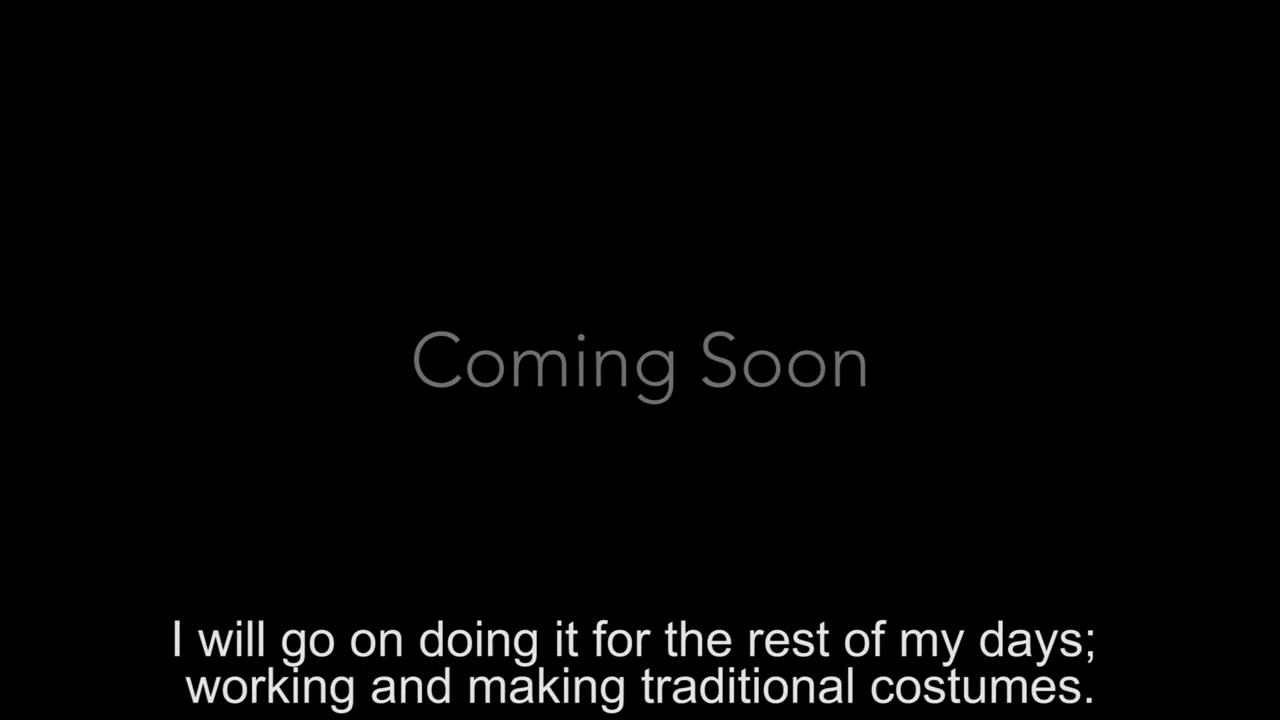 Coming Soon
I will go on doing it for the rest of my days;
working and making traditional costumes.